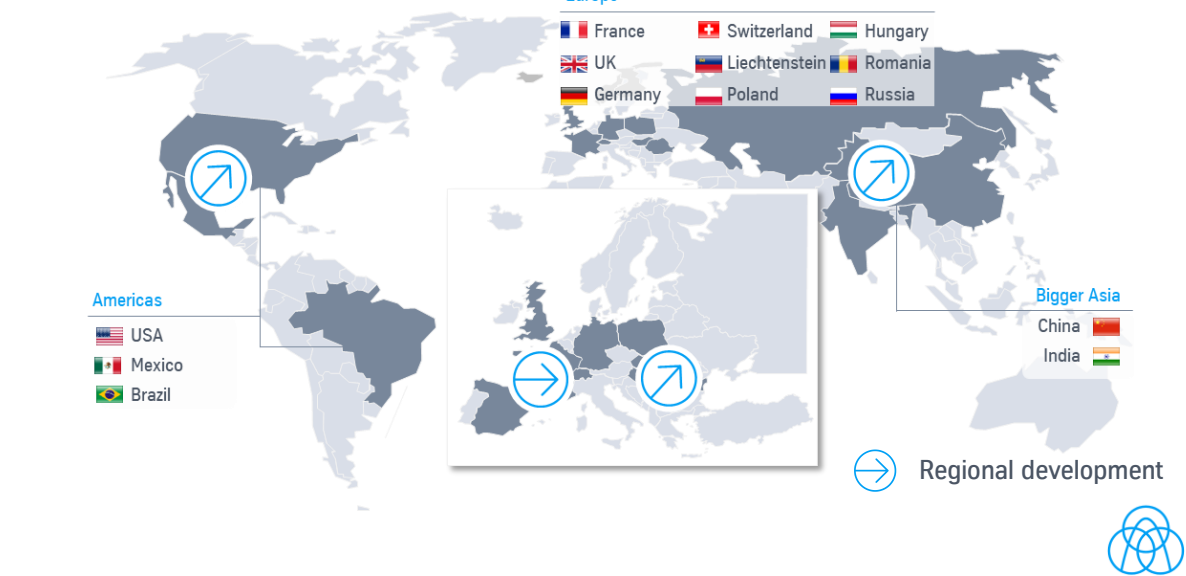 Europe
France
Switzerland
Hungary
UK
Liechtenstein
Romania
Germany
Poland
Russia
Americas
USA
Mexico
Brazil
Bigger Asia
China
India
Regional development